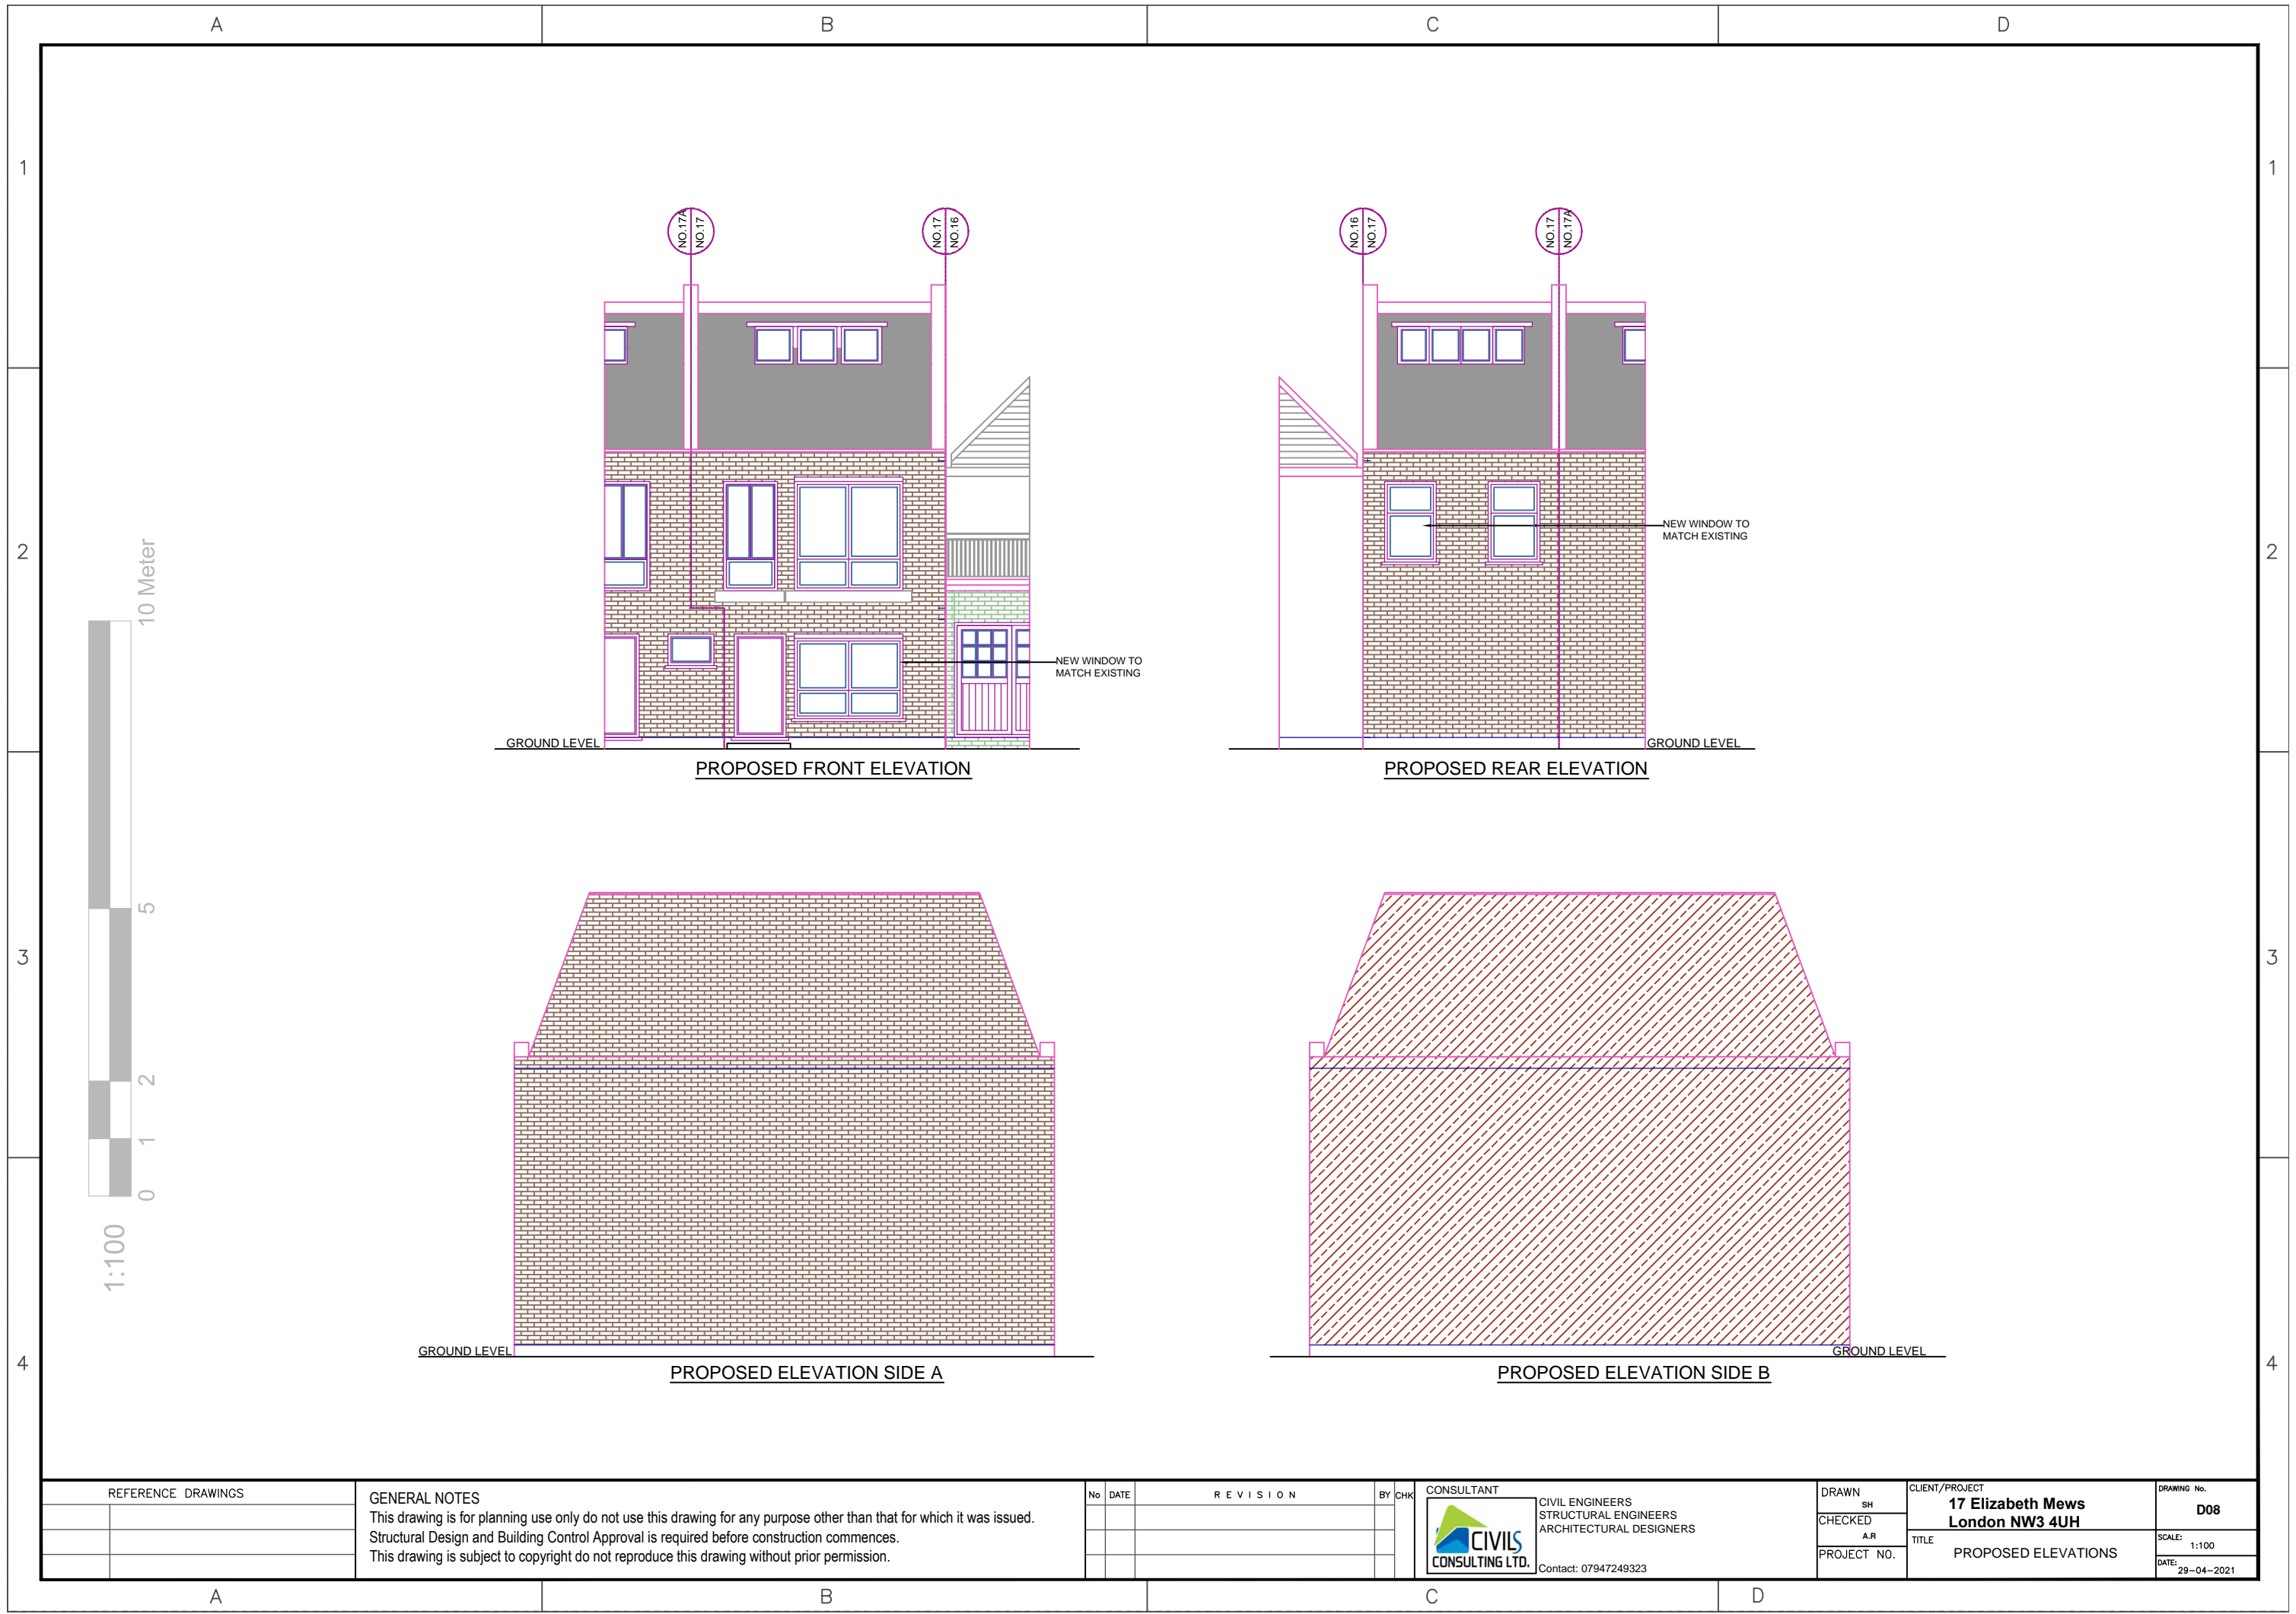 A
B
C
D
1
1
NO.17A
NO.17
NO.17
NO.16
NO.16
NO.17
NO.17
NO.17A
2
2
NEW WINDOW TO
MATCH EXISTING
NEW WINDOW TO
MATCH EXISTING
GROUND LEVEL
GROUND LEVEL
PROPOSED FRONT ELEVATION
PROPOSED REAR ELEVATION
10 Meter
5
2
1
0
1:100
3
3
4
4
GROUND LEVEL
GROUND LEVEL
PROPOSED ELEVATION SIDE A
PROPOSED ELEVATION SIDE B
REFERENCE DRAWINGS
GENERAL NOTES
This drawing is for planning use only do not use this drawing for any purpose other than that for which it was issued.
Structural Design and Building Control Approval is required before construction commences.
This drawing is subject to copyright do not reproduce this drawing without prior permission.
No DATE REVISION BY CHK
CONSULTANT
CIVILS
CONSULTING LTD.
CIVIL ENGINEERS
STRUCTURAL ENGINEERS
ARCHITECTURAL DESIGNERS
Contact: 07947249323
DRAWN
SH
CHECKED
A.R
PROJECT NO.
CLIENT/PROJECT
17 Elizabeth Mews
London NW3 4UH
TITLE
PROPOSED ELEVATIONS
DRAWING No.
D08
SCALE:
1:100
DATE:
29-04-2021
A
B
C
D